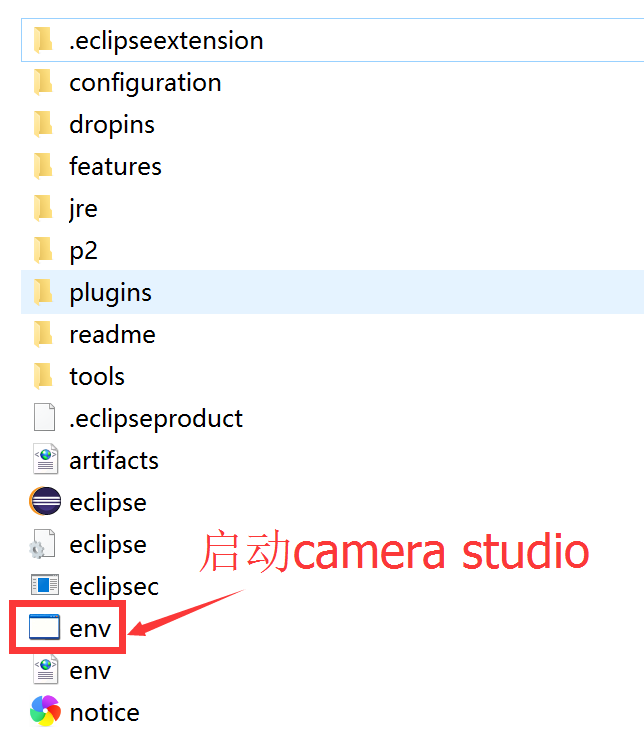 .eclipseextension
configuration
dropins
features
jre
p2
plugins
readme
tools
.eclipseproduct
artifacts
eclipse
eclipse
启动camera studio
eclipsec
env
env
notice